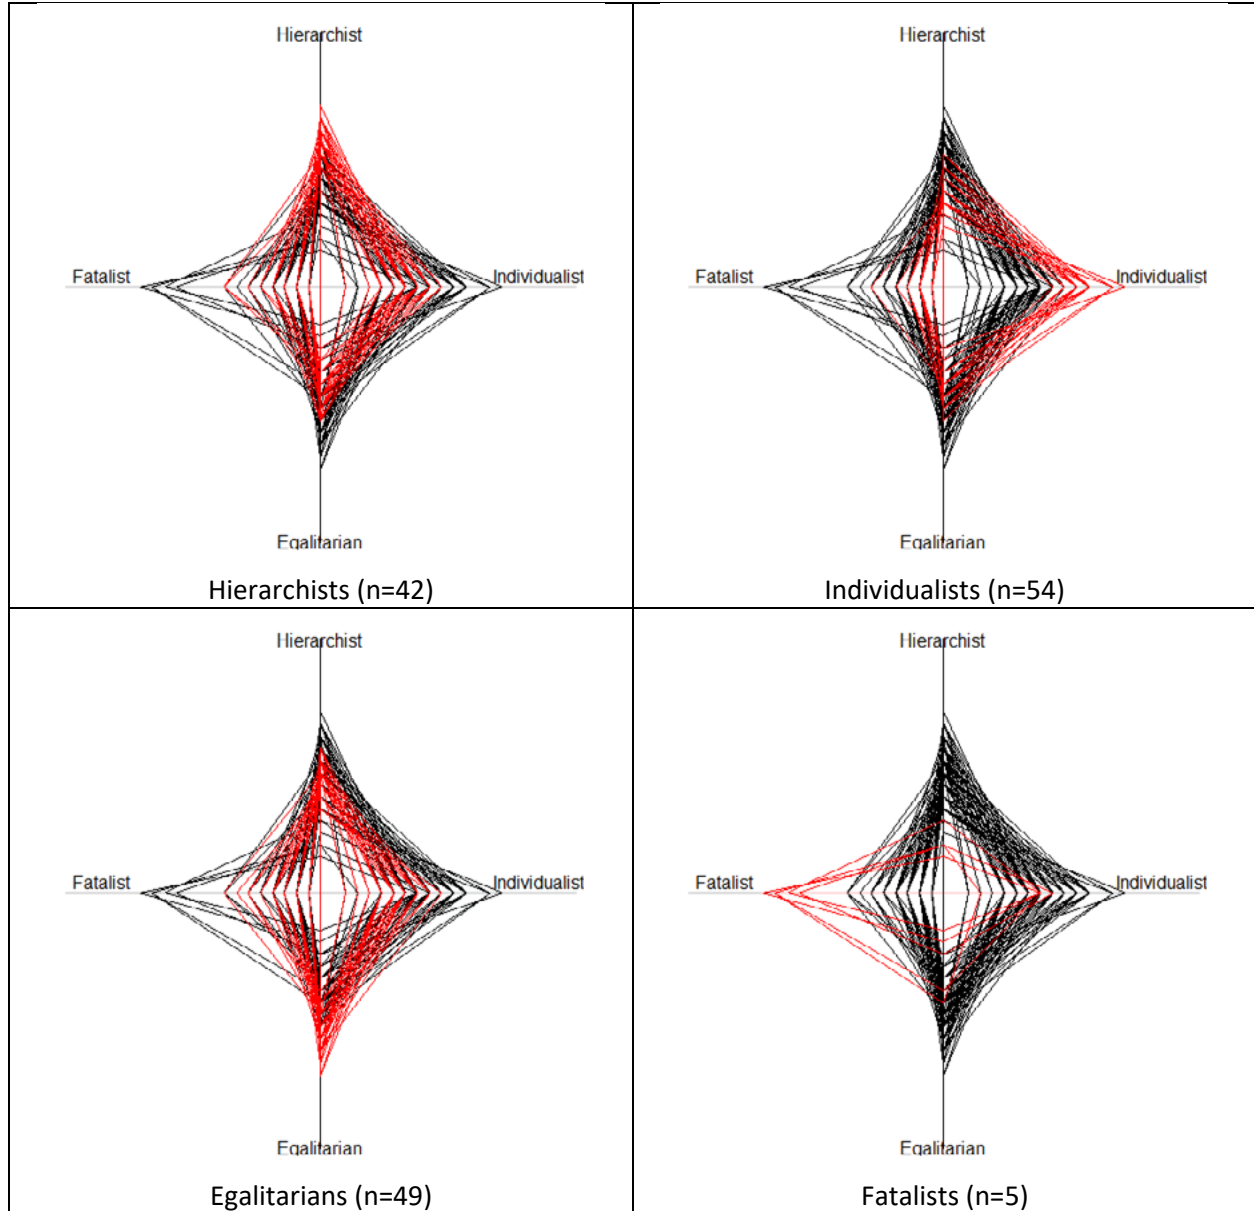 Hierarchist
Fatalist
Individualist
Egalitarian
Hierarchists (n=42)
Hierarchist
Fatalist
Individualist
Egalitarian
Individualists (n=54)
Hierarchist
Fatalist
Individualist
Egalitarian
Egalitarians (n=49)
Hierarchist
Fatalist
Individualist
Egalitarian
Fatalists (n=5)